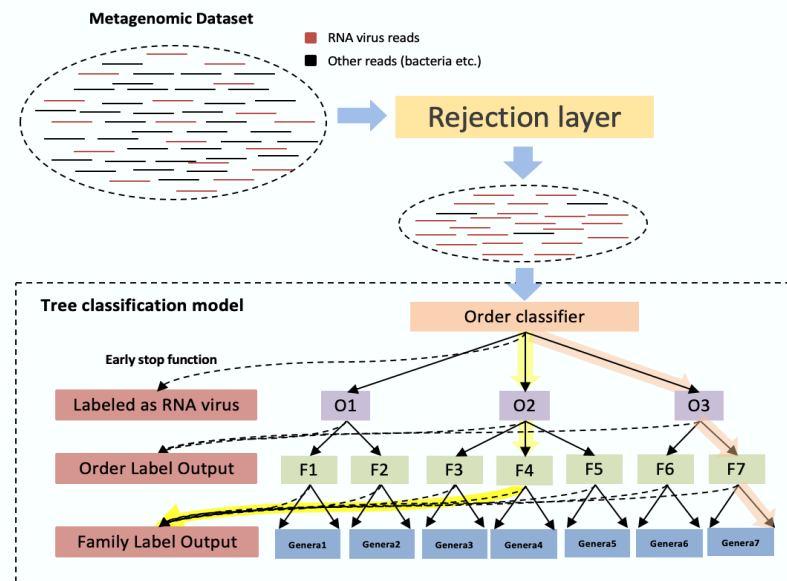 Metagenomic Dataset
RNA virus reads
Other reads (bacteria etc.)
Rejection layer
Tree classification model
Order classifier
Early stop function
Labeled as RNA virus
O1
O2
O3
Order Label Output
F1
F2
F3
F4
F5
F6
F7
Family Label Output
Genera1
Genera2
Genera3
Genera4
Genera5
Genera6
Genera7